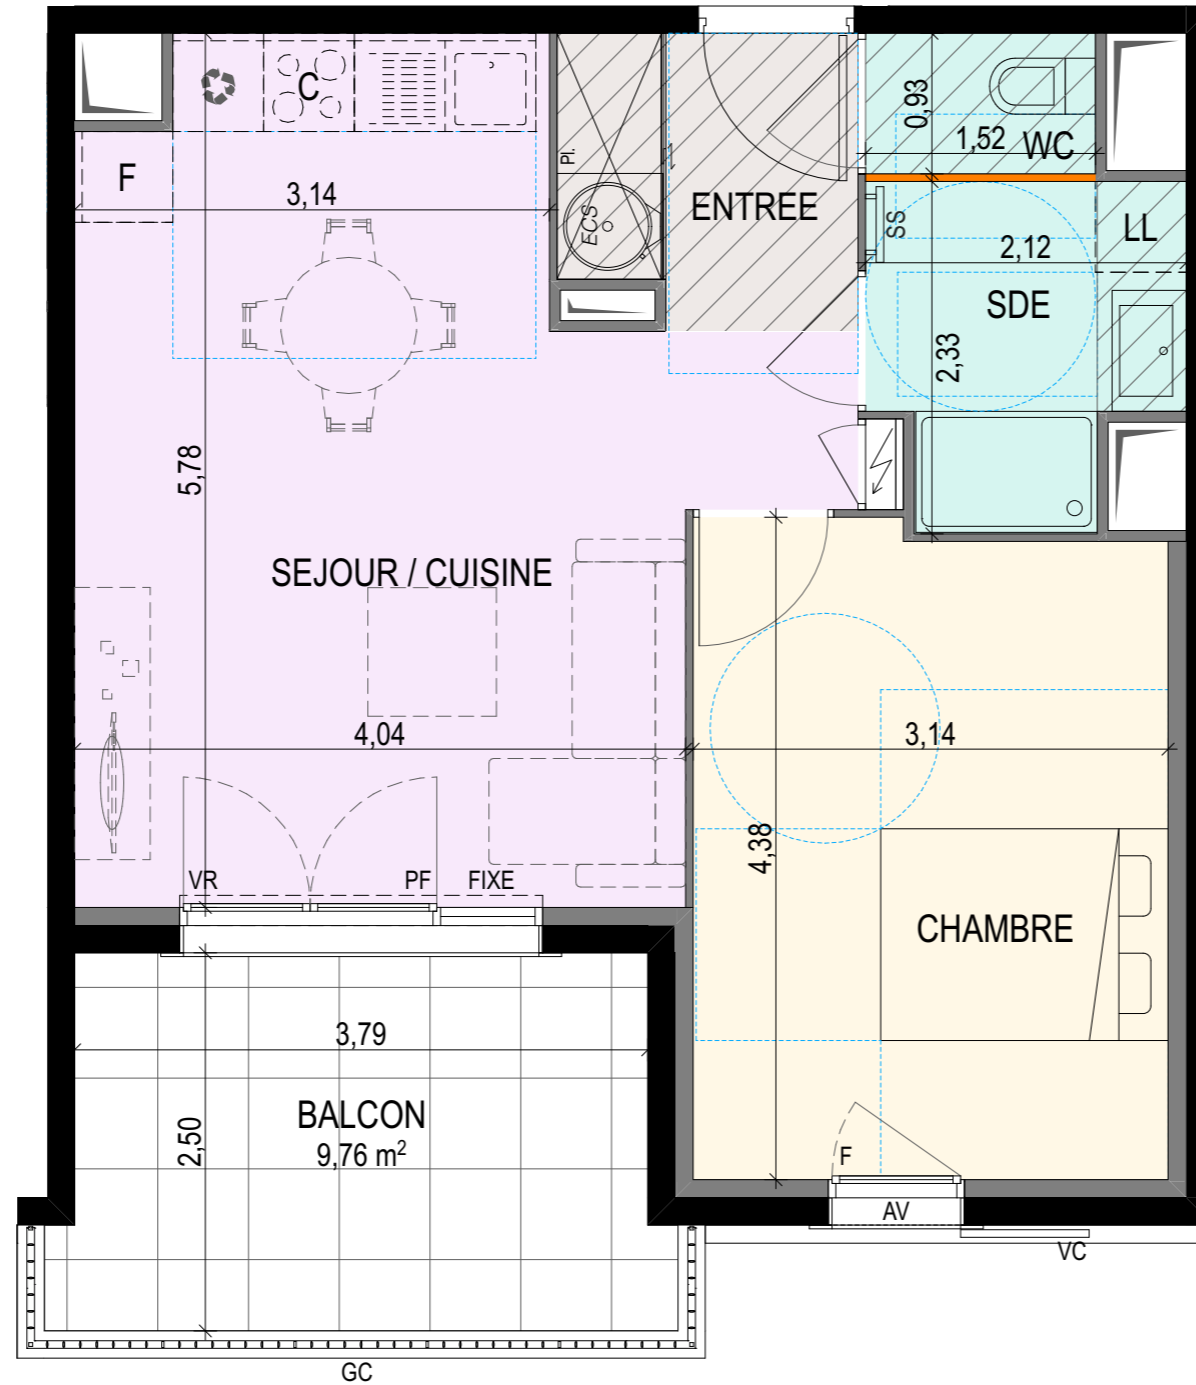 C
F
3,14
Pl.
ECS
ENTREE
0,93
1,52
WC
SS
LL
2,12
SDE
2,33
5,78
SEJOUR / CUISINE
4,04
3,14
4,38
VR
PF
FIXE
CHAMBRE
3,79
2,50
BALCON
9,76 m²
F
AV
VC
GC